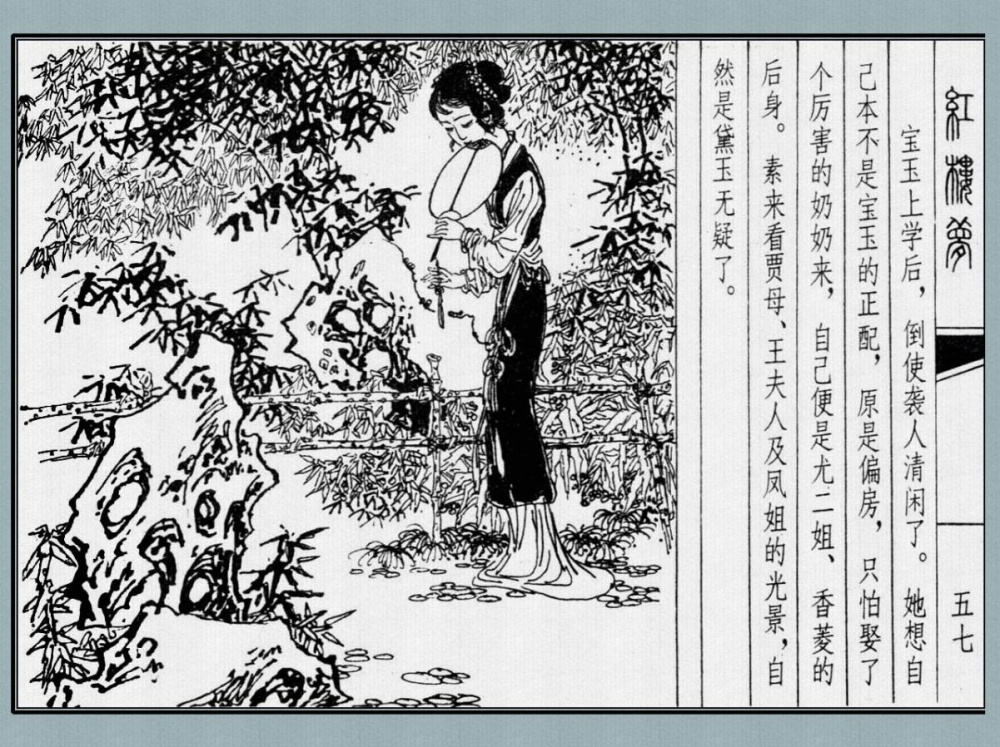 红楼梦
五七
宝玉上学后，倒使袭人清闲了。她想自
己本不是宝玉的正配，原是偏房，只怕娶了
个厉害的奶奶来，自己便是尤二姐、香菱的
后身。素来看贾母、王夫人及凤姐的光景，自
然是黛玉无疑了。